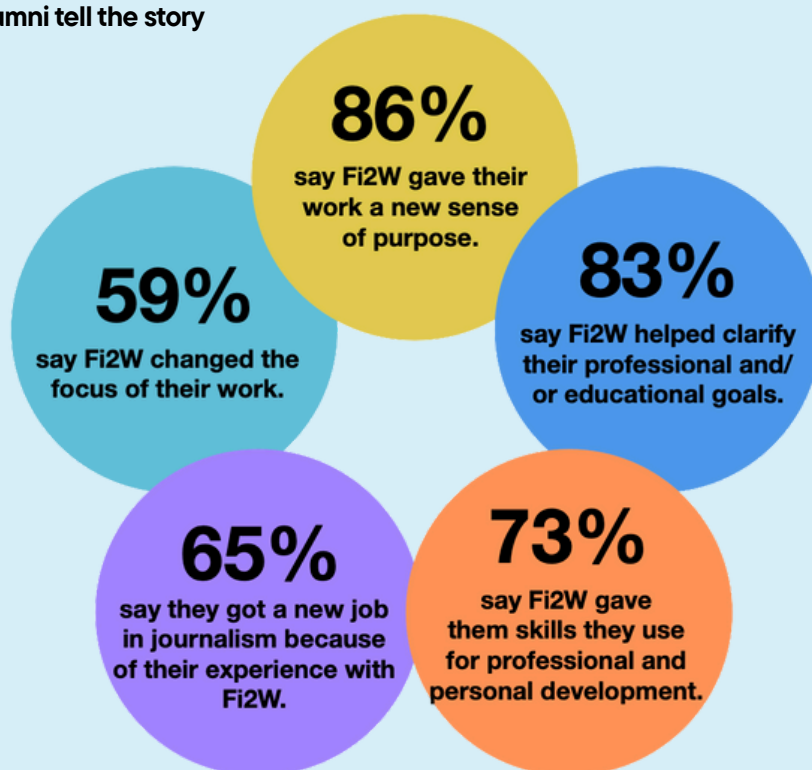 umni tell the story
86%
say Fi2W gave their
work a new sense
of purpose.
59%
say Fi2W changed the
focus of their work.
83%
say Fi2W helped clarify
their professional and/
or educational goals.
65%
say they got a new job
in journalism because
of their experience with
Fi2W.
73%
say Fi2W gave
them skills they use
for professional and
personal development.